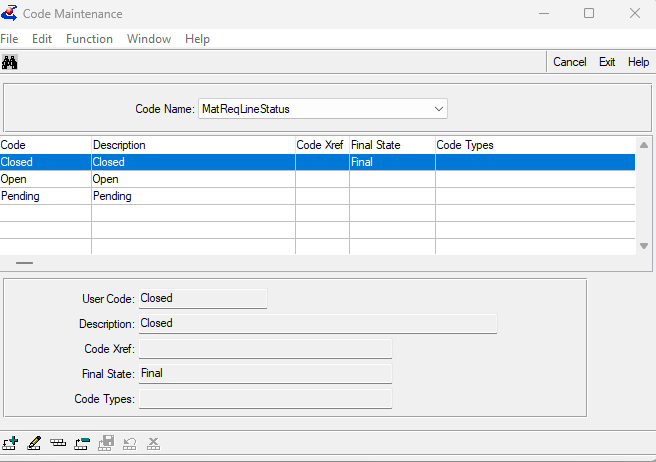 Code Maintenance
File Edit Function Window Help
Cancel Exit Help
Code Name: MatReqLineStatus
Code Description Code Xref Final State Code Types
Closed Closed Final
Open Open
Pending Pending
User Code: Closed
Description: Closed
Code Xref:
Final State: Final
Code Types: